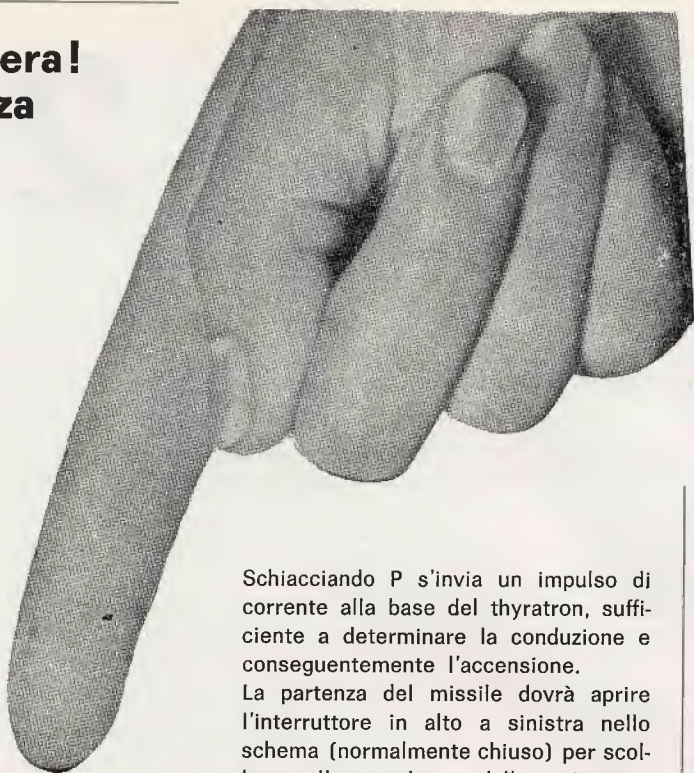 era!
za
Schiacciando P s'invia un impulso di
corrente alla base del thyratron, suffi-
ciente a determinare la conduzione e
conseguentemente l'accensione.
La partenza del missile dovrà aprire
l'interruttore in alto a sinistra nello
schema (normalmente chiuso) per scol-